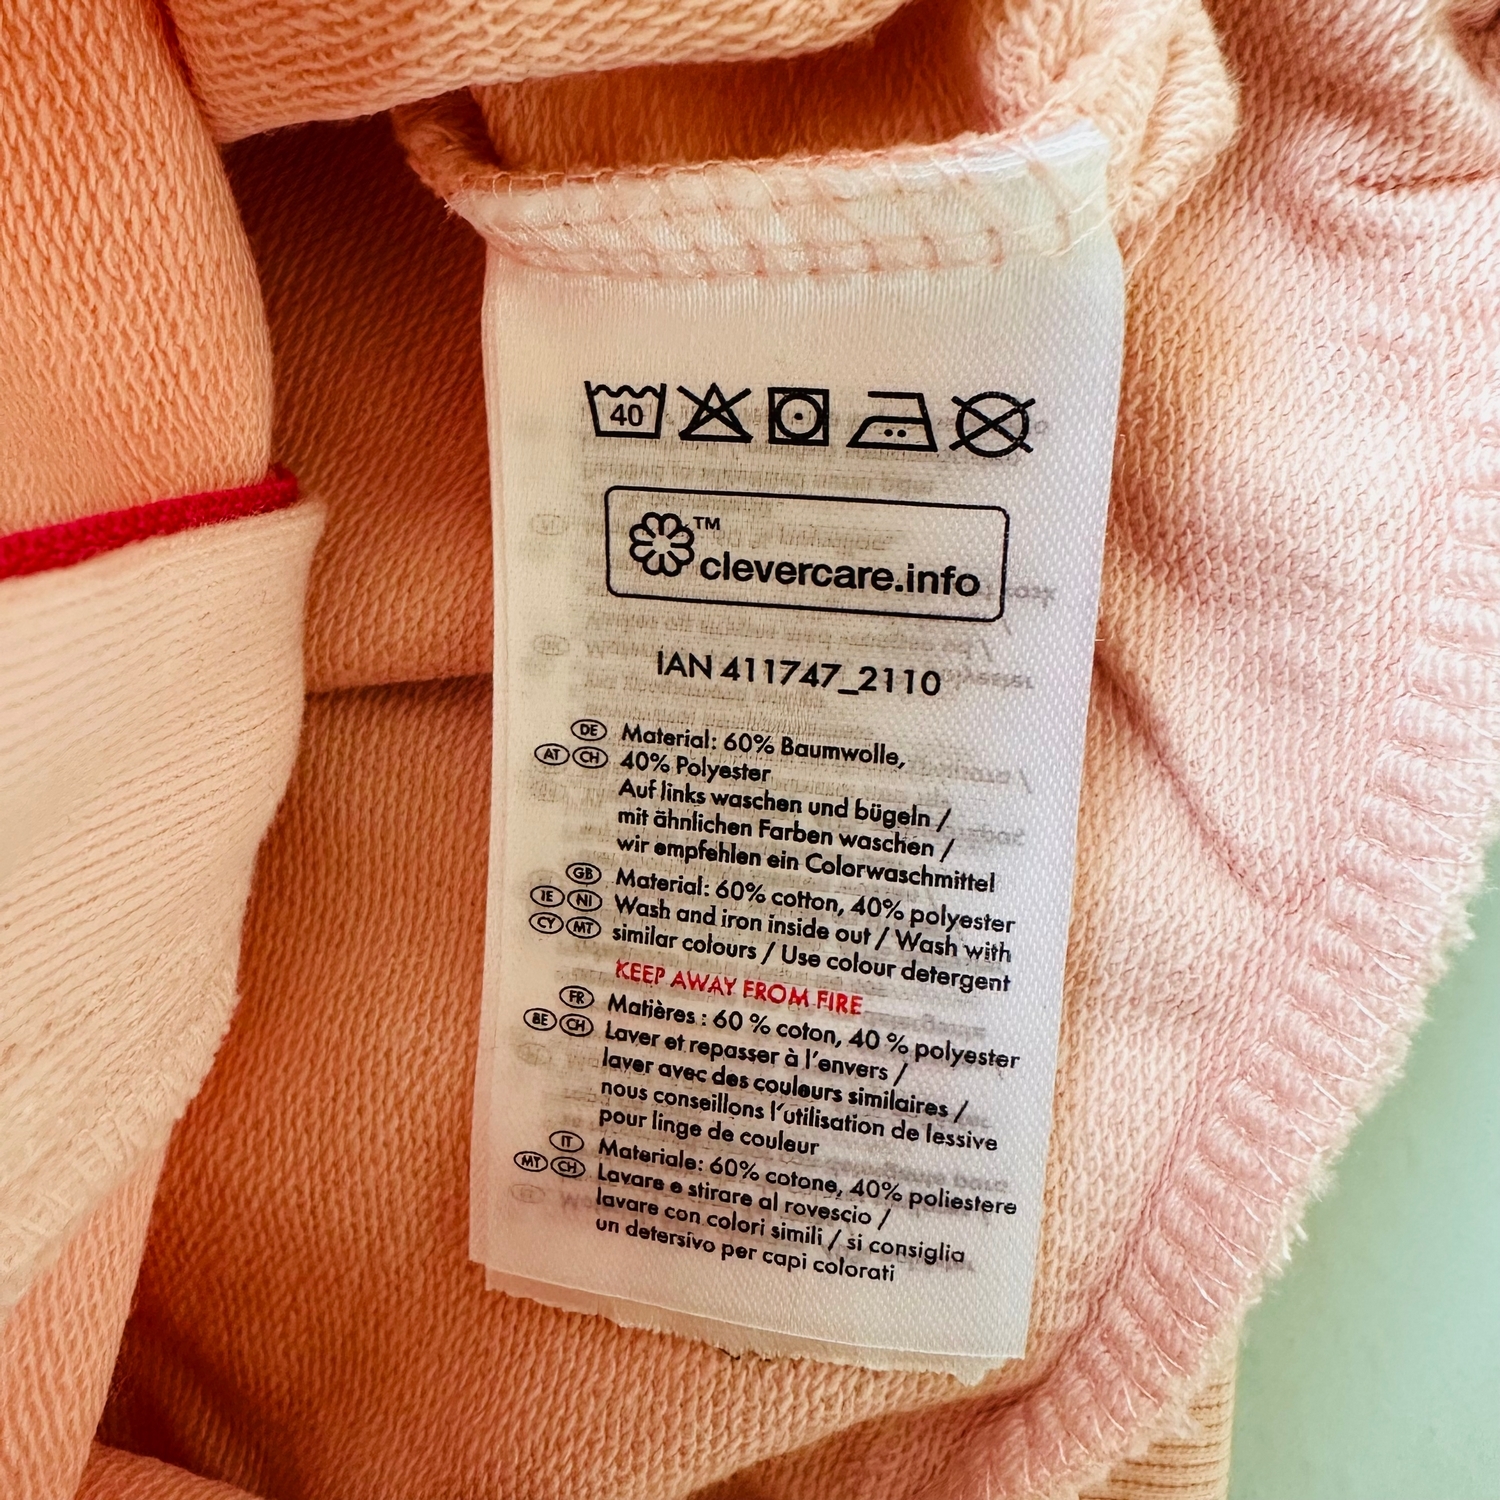 40
™
clevercare.info
IAN 411747_2110
DE Material: 60% Baumwolle,
AT CH 40% Polyester
Auf links waschen und bügeln /
mit ähnlichen Farben waschen /
wir empfehlen ein Colorwaschmittel
GB Material: 60% cotton, 40% polyester
IE NI Wash and iron inside out / Wash with
CY MT similar colours / Use colour detergent
KEEP AWAY FROM FIRE
FR Matières : 60 % coton, 40 % polyester
BE CH Laver et repasser à l'envers /
laver avec des couleurs similaires /
nous conseillons l'utilisation de lessive
pour linge de couleur
IT Materiale: 60% cotone, 40% poliestere
MT CH Lavare e stirare al rovescio /
lavare con colori simili / si consiglia
un detersivo per capi colorati